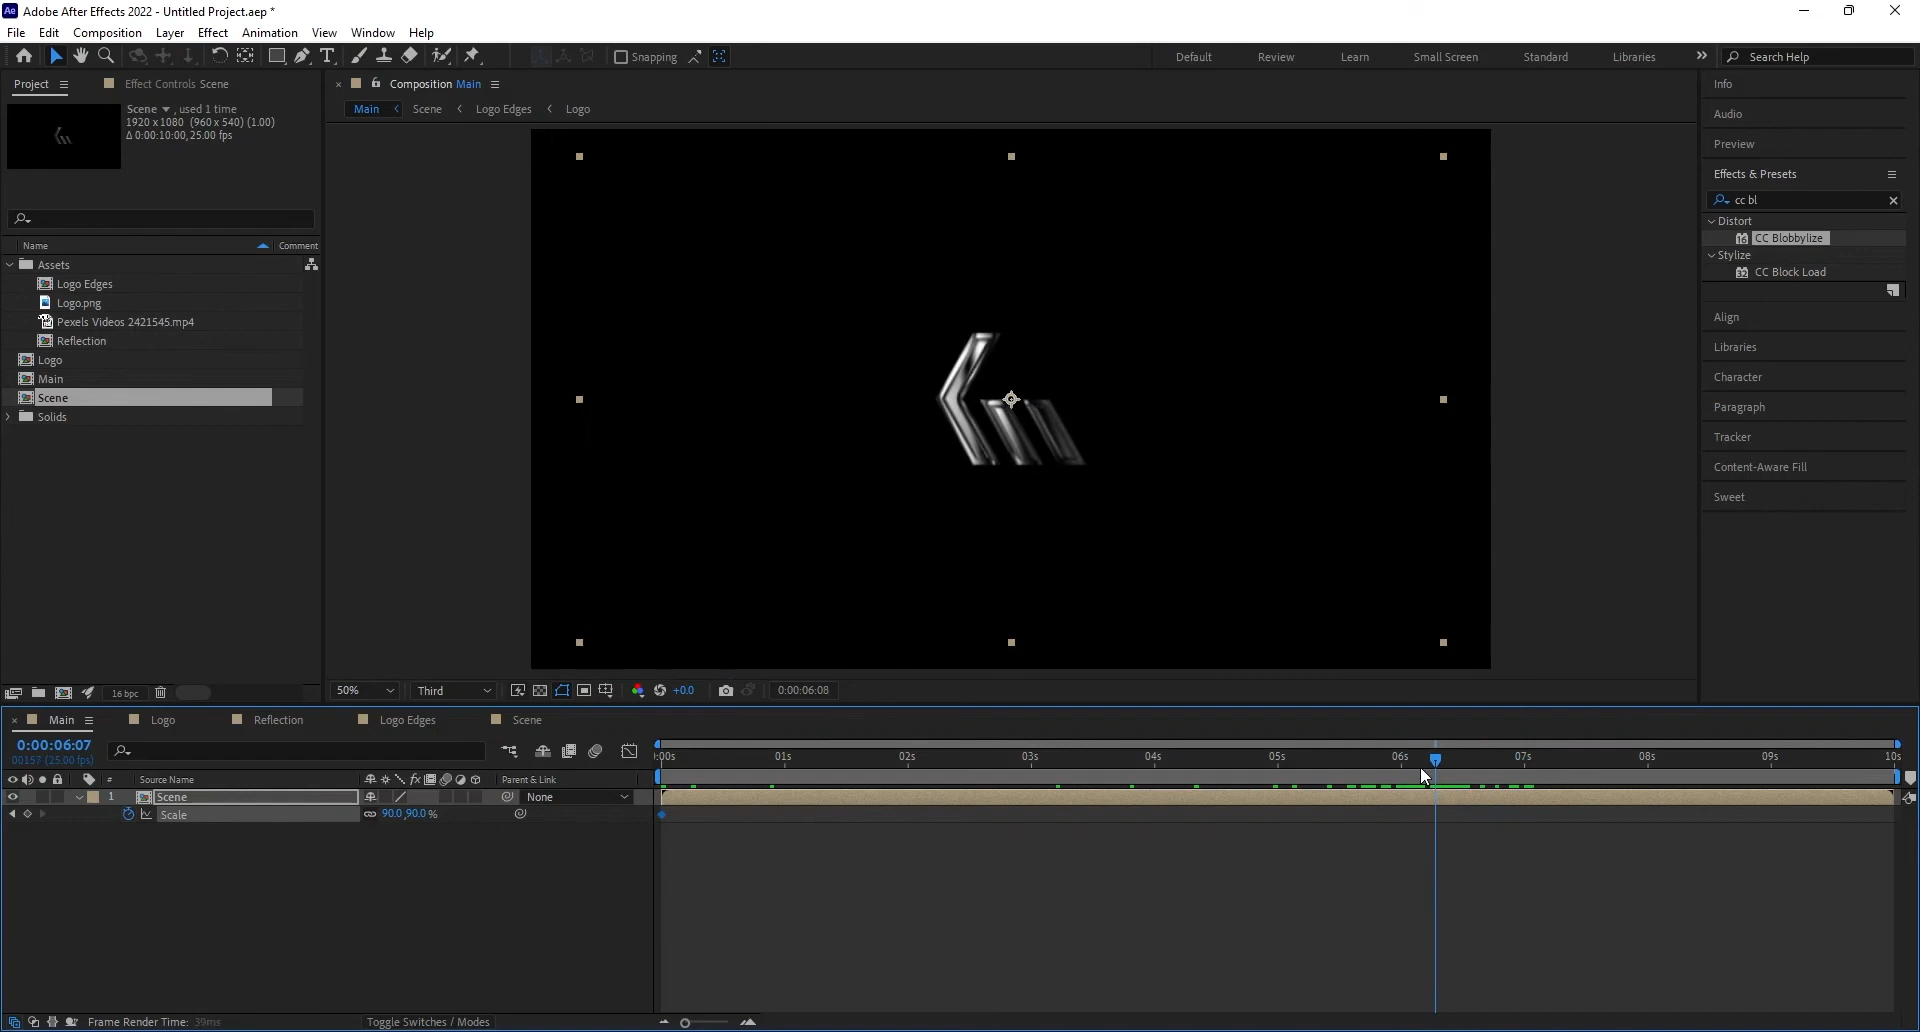 Ae Adobe After Effects 2022 - Untitled Project.aep *
File Edit Composition Layer Effect Animation View Window Help
Snapping
Default Review Learn Small Screen Standard Libraries Search Help
Project Effect Controls Scene
Composition Main
Scene , used 1 time
1920 x 1080 (960 x 540) (1.00)
Δ 0:00:10:00, 25.00 fps
Main Scene Logo Edges Logo
Name Comment
Assets
Logo Edges
Logo.png
Pexels Videos 2421545.mp4
Reflection
Logo
Main
Scene
Solids
16 bpc
50% Third +0.0 0:00:06:08
Info
Audio
Preview
Effects & Presets
cc bl
Distort
16 CC Blobbylize
Stylize
32 CC Block Load
Align
Libraries
Character
Paragraph
Tracker
Content-Aware Fill
Sweet
Main Logo Reflection Logo Edges Scene
0:00:06:07
00157 (25.00 fps)
:00s 01s 02s 03s 04s 05s 06s 07s 08s 09s 10s
# Source Name fx Parent & Link
1 Scene None
Scale 90.0,90.0%
Frame Render Time: 39ms Toggle Switches / Modes